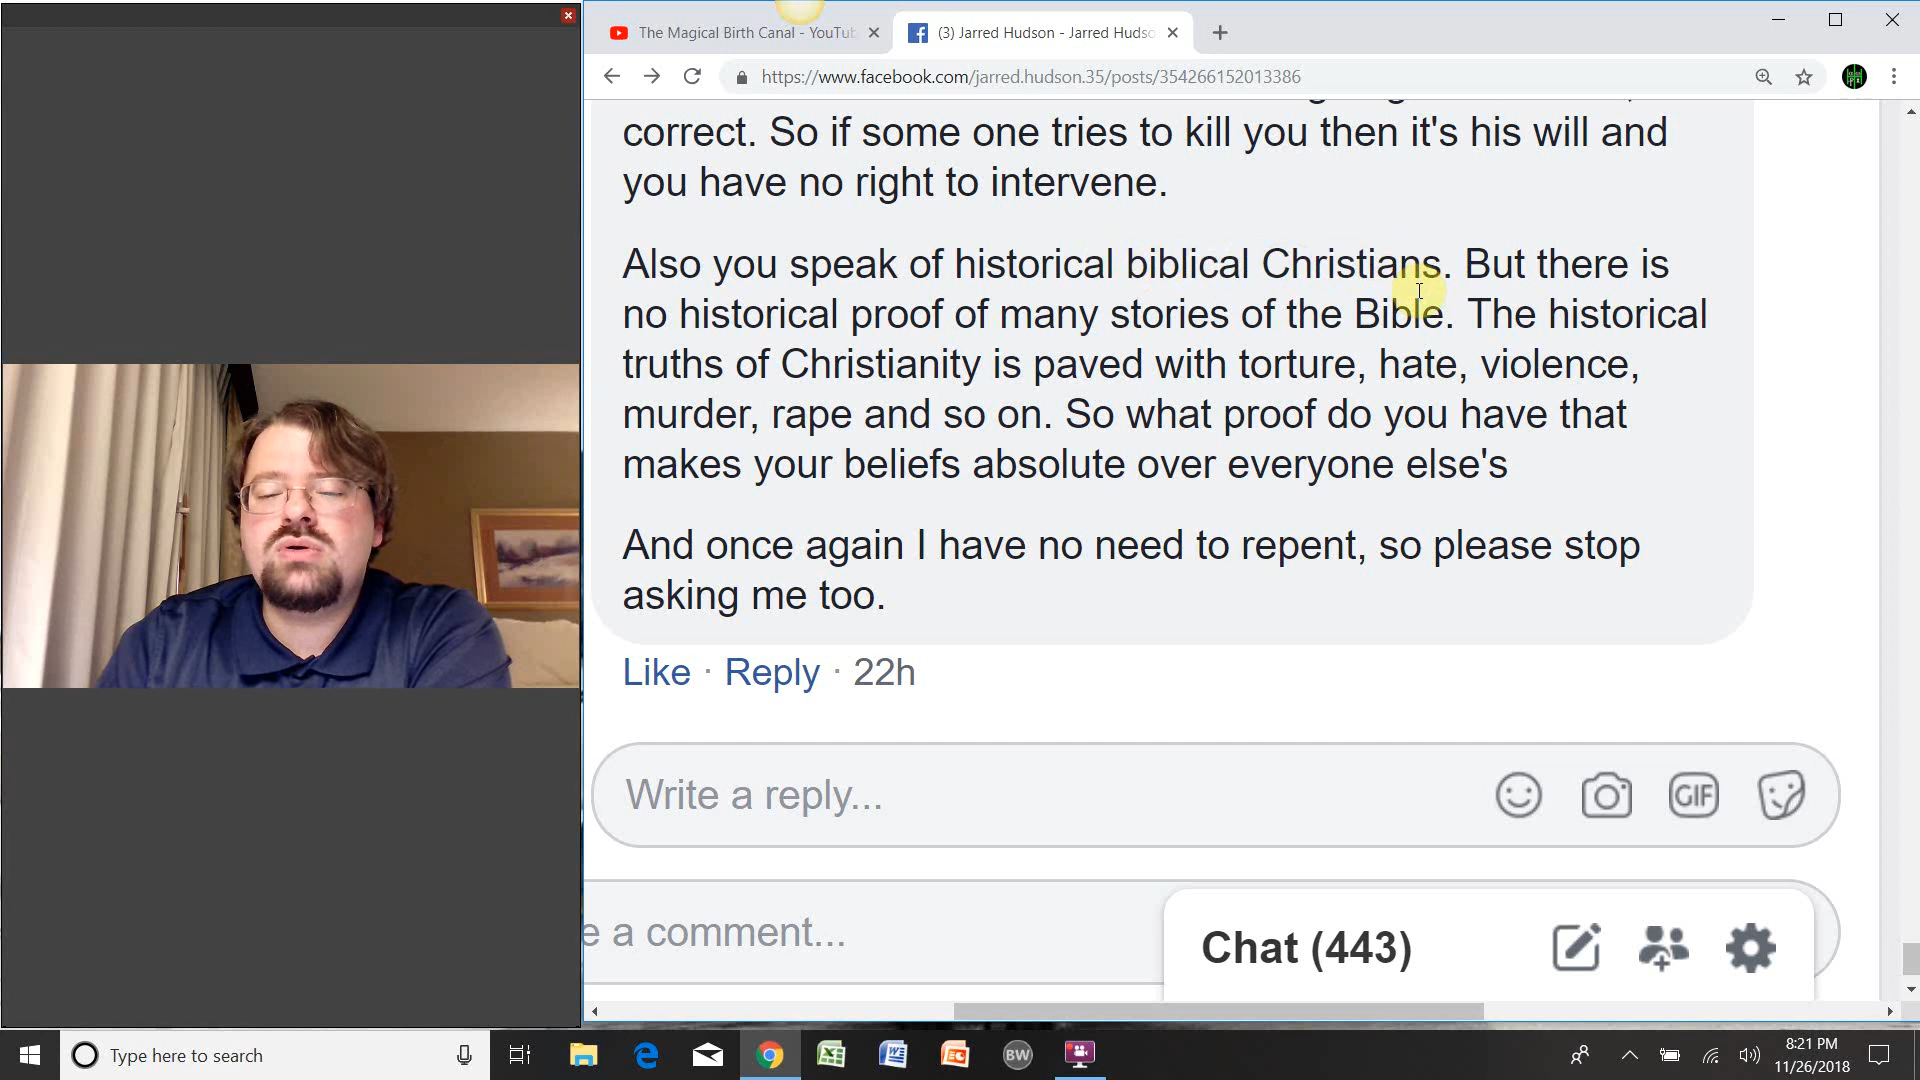 The Magical Birth Canal - YouTub
(3) Jarred Hudson - Jarred Hudso
https://www.facebook.com/jarred.hudson.35/posts/354266152013386
correct. So if some one tries to kill you then it's his will and
you have no right to intervene.
Also you speak of historical biblical Christians. But there is
no historical proof of many stories of the Bible. The historical
truths of Christianity is paved with torture, hate, violence,
murder, rape and so on. So what proof do you have that
makes your beliefs absolute over everyone else's
And once again I have no need to repent, so please stop
asking me too.
Like · Reply · 22h
Write a reply...
GIF
e a comment...
Chat (443)
Type here to search
BW
8:21 PM
11/26/2018